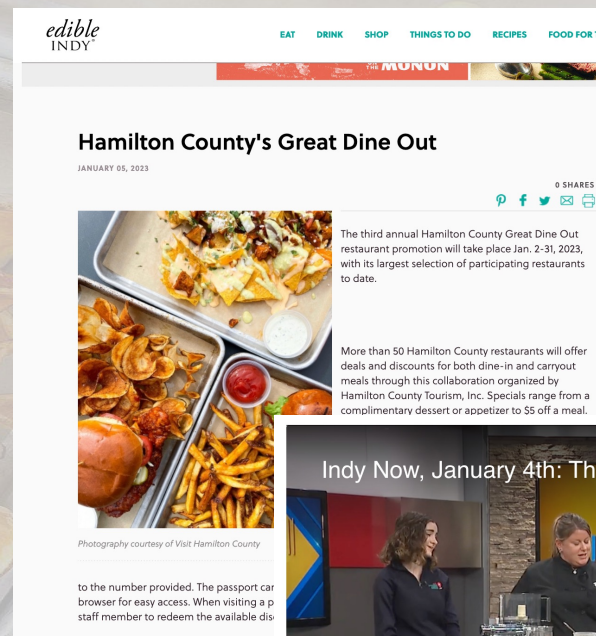 edible
INDY
EAT DRINK SHOP THINGS TO DO RECIPES FOOD FOR
THE MONON
Hamilton County's Great Dine Out
JANUARY 05, 2023
0 SHARES
The third annual Hamilton County Great Dine Out
restaurant promotion will take place Jan. 2-31, 2023,
with its largest selection of participating restaurants
to date.
More than 50 Hamilton County restaurants will offer
deals and discounts for both dine-in and carryout
meals through this collaboration organized by
Hamilton County Tourism, Inc. Specials range from a
complimentary dessert or appetizer to $5 off a meal.
Indy Now, January 4th: Th
Photography courtesy of Visit Hamilton County
to the number provided. The passport can
browser for easy access. When visiting a p
staff member to redeem the available dis